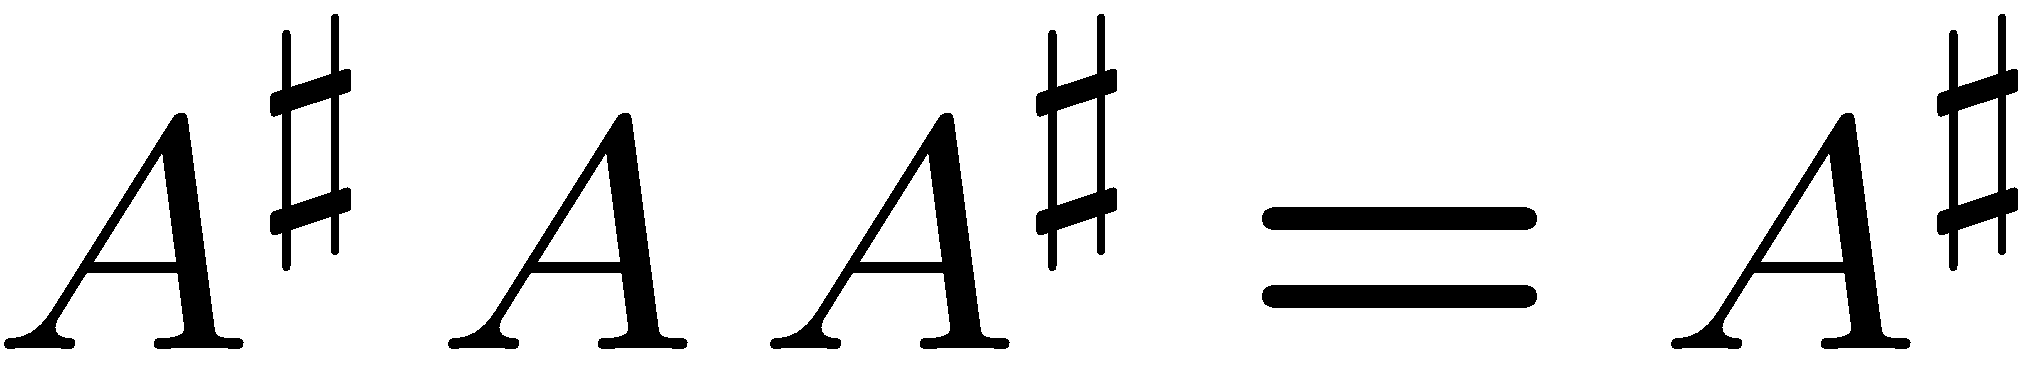 A♯ A A♯ = A♯